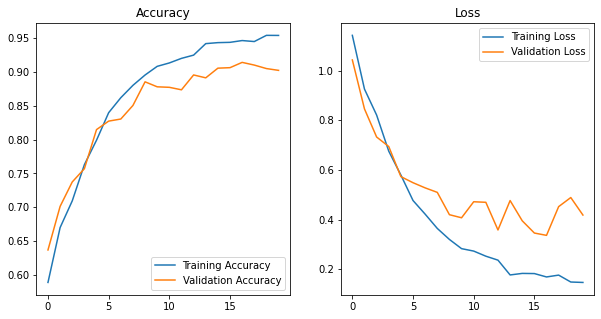 Accuracy
0.95
0.90
0.85
0.80
0.75
0.70
0.65
0.60
Training Accuracy
Validation Accuracy
0 5 10 15
Loss
Training Loss
Validation Loss
1.0
0.8
0.6
0.4
0.2
0 5 10 15